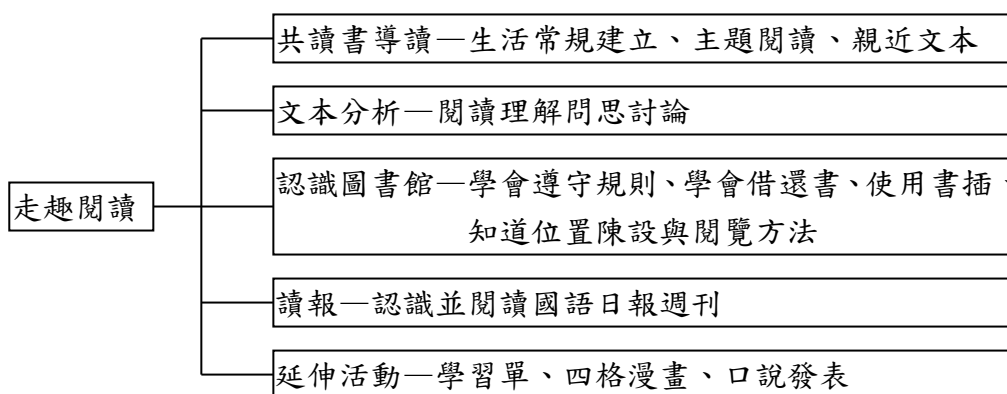 共讀書導讀—生活常規建立、主題閱讀、親近文本
文本分析—閱讀理解問思討論
認識圖書館—學會遵守規則、學會借還書、使用書插、
知道位置陳設與閱覽方法
走趣閱讀
讀報—認識並閱讀國語日報週刊
延伸活動—學習單、四格漫畫、口說發表